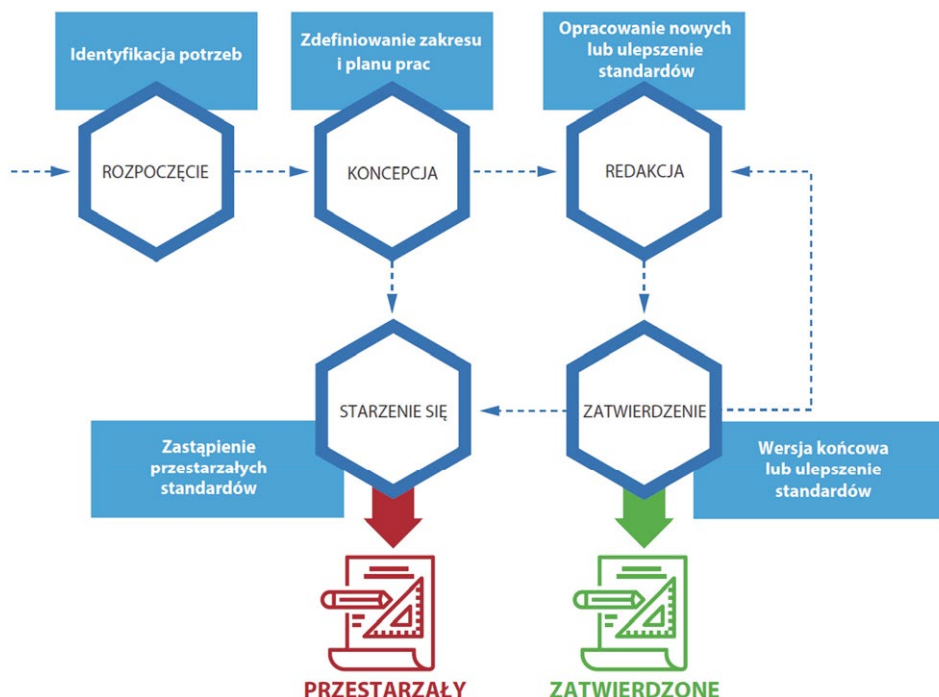 Identyfikacja potrzeb
Zdefiniowanie zakresu
i planu prac
Opracowanie nowych
lub ulepszenie
standardów
ROZPOCZĘCIE
KONCEPCJA
REDAKCJA
STARZENIE SIĘ
ZATWIERDZENIE
Zastąpienie
przestarzałych
standardów
Wersja końcowa
lub ulepszenie
standardów
PRZESTARZAŁY
ZATWIERDZONE